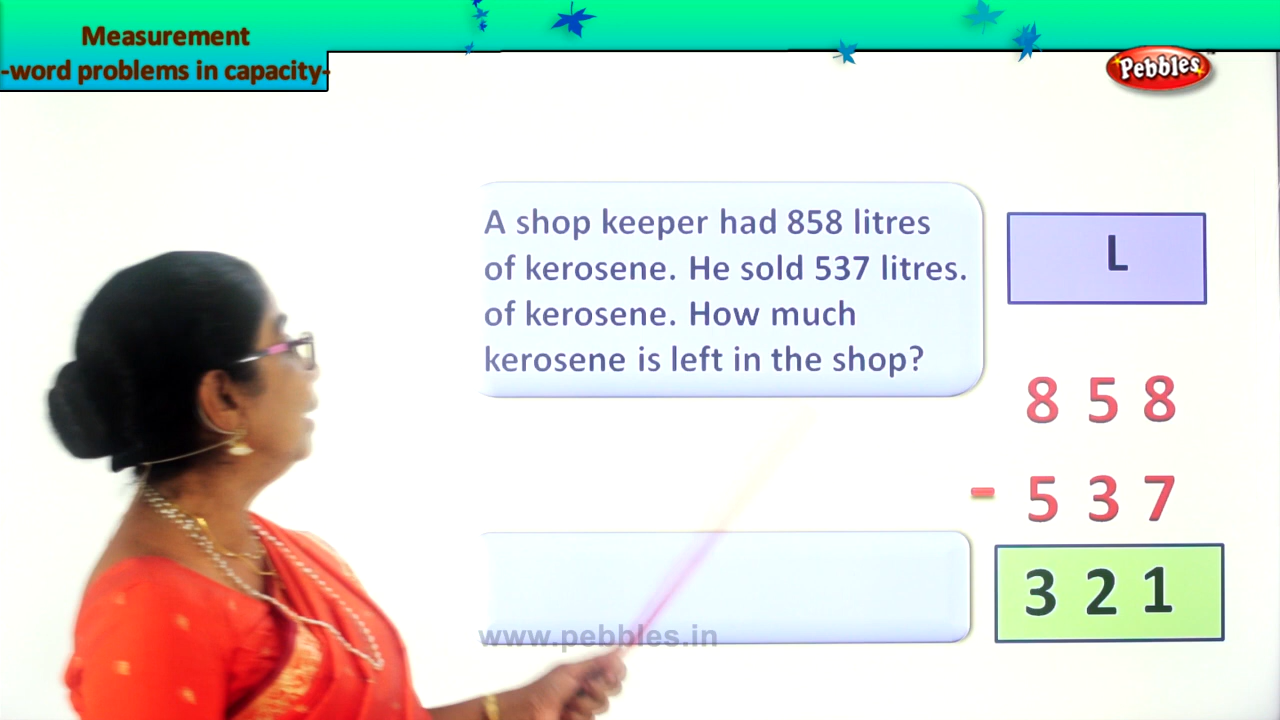 Measurement
-word problems in capacity-
Pebbles
A shop keeper had 858 litres
of kerosene. He sold 537 litres.
of kerosene. How much
kerosene is left in the shop?
L
8 5 8
- 5 3 7
3 2 1
www.pebbles.in